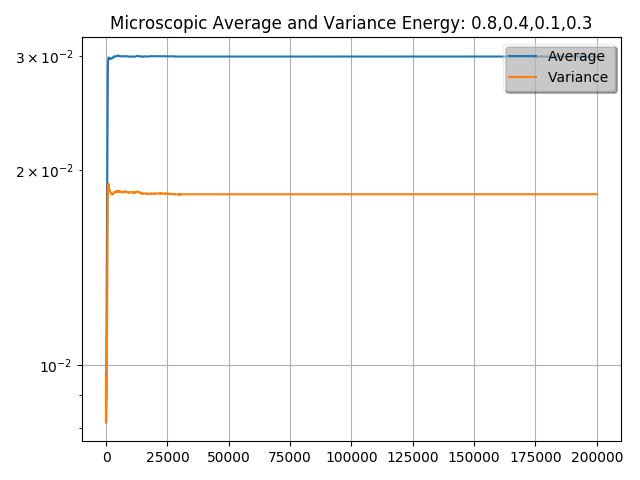 Microscopic Average and Variance Energy: 0.8,0.4,0.1,0.3
3 × 10⁻²
Average
Variance
2 × 10⁻²
10⁻²
0 25000 50000 75000 100000 125000 150000 175000 200000